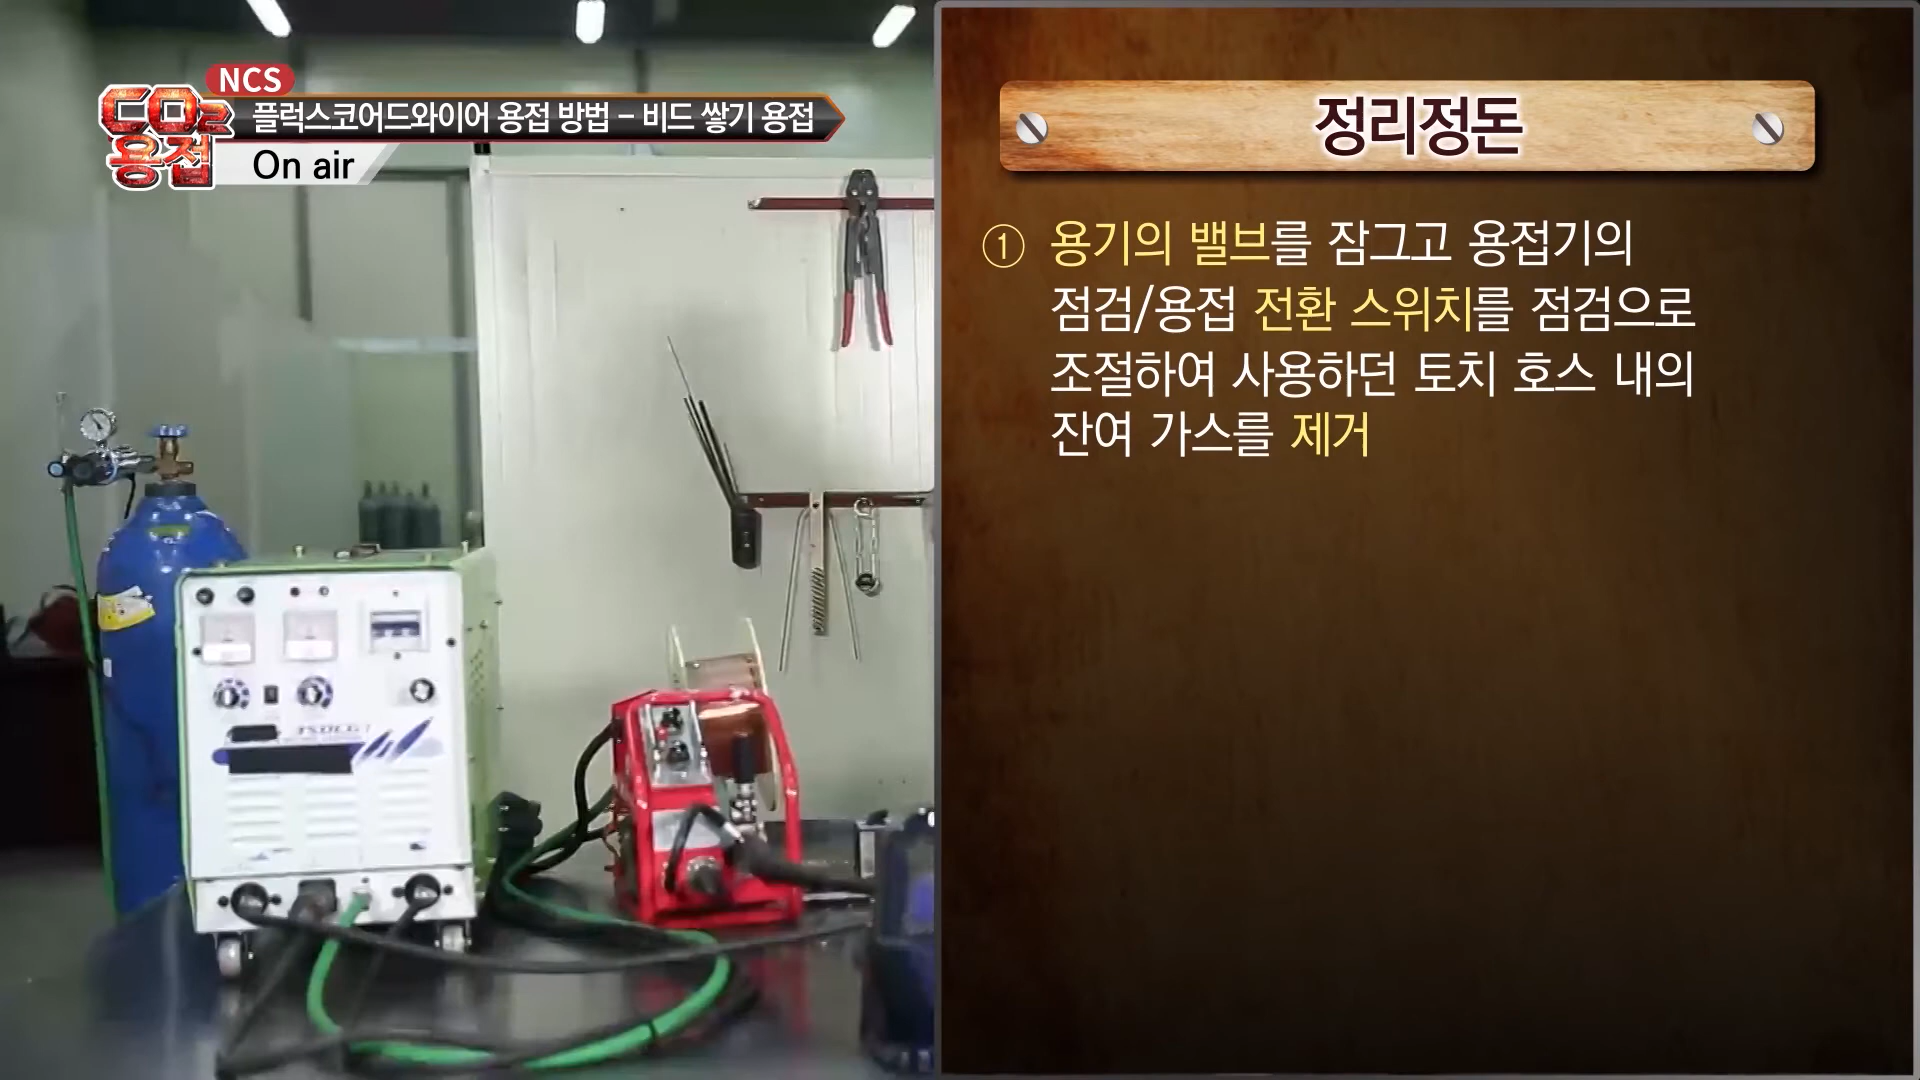 NCS
CO₂
용접
플럭스코어드와이어 용접 방법 – 비드 쌓기 용접
On air
정리정돈
① 용기의 밸브를 잠그고 용접기의
점검/용접 전환 스위치를 점검으로
조절하여 사용하던 토치 호스 내의
잔여 가스를 제거